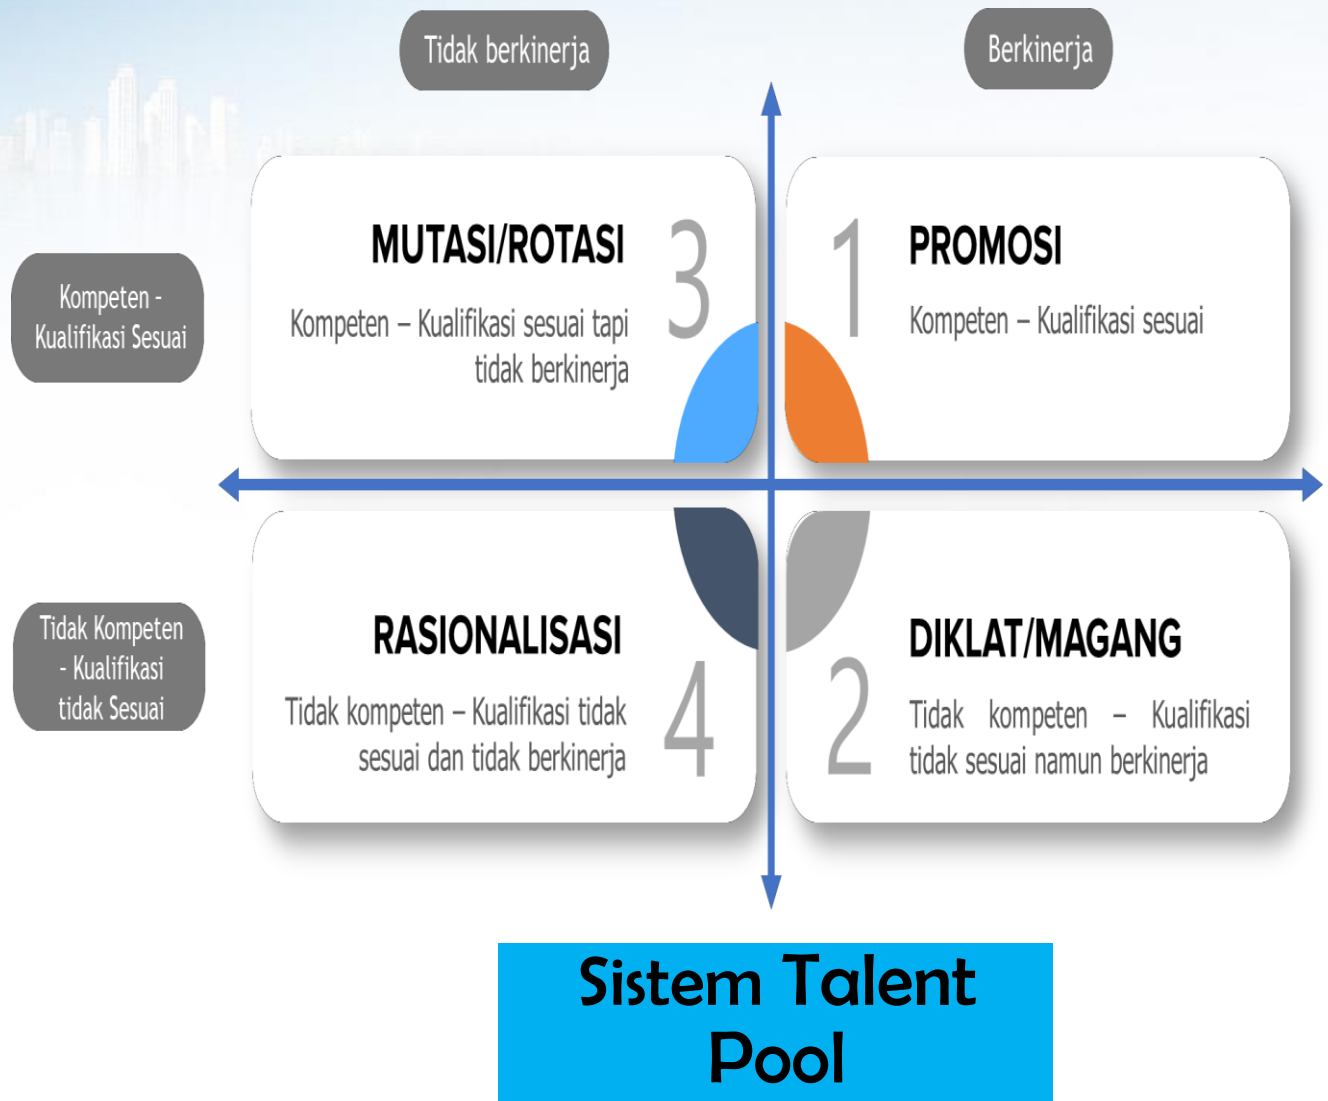 Tidak berkinerja
Berkinerja
Kompeten -
Kualifikasi Sesuai
MUTASI/ROTASI
3
Kompeten – Kualifikasi sesuai tapi
tidak berkinerja
1
PROMOSI
Kompeten – Kualifikasi sesuai
Tidak Kompeten
- Kualifikasi
tidak Sesuai
RASIONALISASI
4
Tidak kompeten – Kualifikasi tidak
sesuai dan tidak berkinerja
2
DIKLAT/MAGANG
Tidak kompeten – Kualifikasi
tidak sesuai namun berkinerja
Sistem Talent
Pool